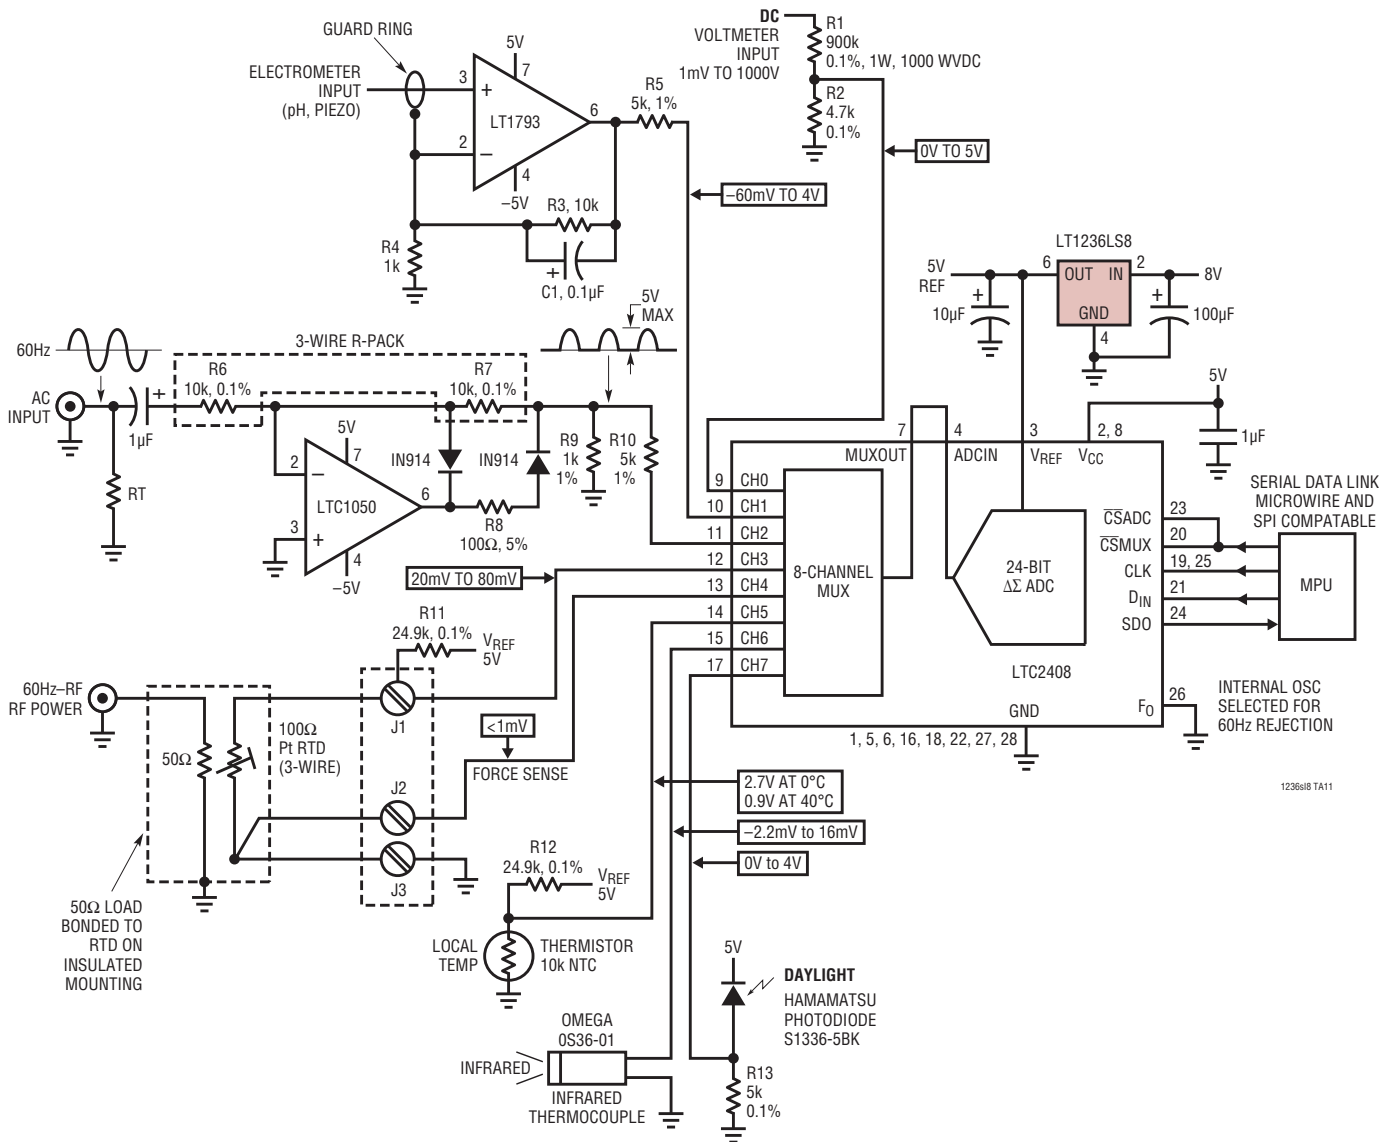 GUARD RING
ELECTROMETER
INPUT
(pH, PIEZO)
5V
7
3
+
LT1793
6
2
–
4
–5V
R5
5k, 1%
R3, 10k
R4
1k
+
C1, 0.1µF
DC
VOLTMETER
INPUT
1mV TO 1000V
R1
900k
0.1%, 1W, 1000 WVDC
R2
4.7k
0.1%
0V TO 5V
–60mV TO 4V
LT1236LS8
5V
REF
6
OUT
IN
2
8V
+
10µF
GND
4
+
100µF
5V
MAX
60Hz
3-WIRE R-PACK
R6
10k, 0.1%
R7
10k, 0.1%
AC
INPUT
+
1µF
RT
5V
7
2
–
LTC1050
6
3
+
4
–5V
IN914
IN914
R8
100Ω, 5%
R9
1k
1%
R10
5k
1%
5V
1µF
7
4
3
2, 8
MUXOUT
ADCIN
VREF
VCC
9
CH0
10
CH1
11
CH2
12
CH3
13
CH4
14
CH5
15
CH6
17
CH7
8-CHANNEL
MUX
24-BIT
ΔΣ ADC
LTC2408
GND
1, 5, 6, 16, 18, 22, 27, 28
CSADC
23
CSMUX
20
CLK
19, 25
DIN
21
SDO
24
FO
26
SERIAL DATA LINK
MICROWIRE AND
SPI COMPATABLE
MPU
INTERNAL OSC
SELECTED FOR
60Hz REJECTION
1236sl8 TA11
20mV TO 80mV
R11
24.9k, 0.1%
VREF
5V
60Hz–RF
RF POWER
50Ω
100Ω
Pt RTD
(3-WIRE)
J1
J2
J3
<1mV
FORCE SENSE
50Ω LOAD
BONDED TO
RTD ON
INSULATED
MOUNTING
2.7V AT 0°C
0.9V AT 40°C
–2.2mV to 16mV
0V to 4V
R12
24.9k, 0.1%
VREF
5V
LOCAL
TEMP
THERMISTOR
10k NTC
5V
DAYLIGHT
HAMAMATSU
PHOTODIODE
S1336-5BK
OMEGA
0S36-01
INFRARED
INFRARED
THERMOCOUPLE
R13
5k
0.1%